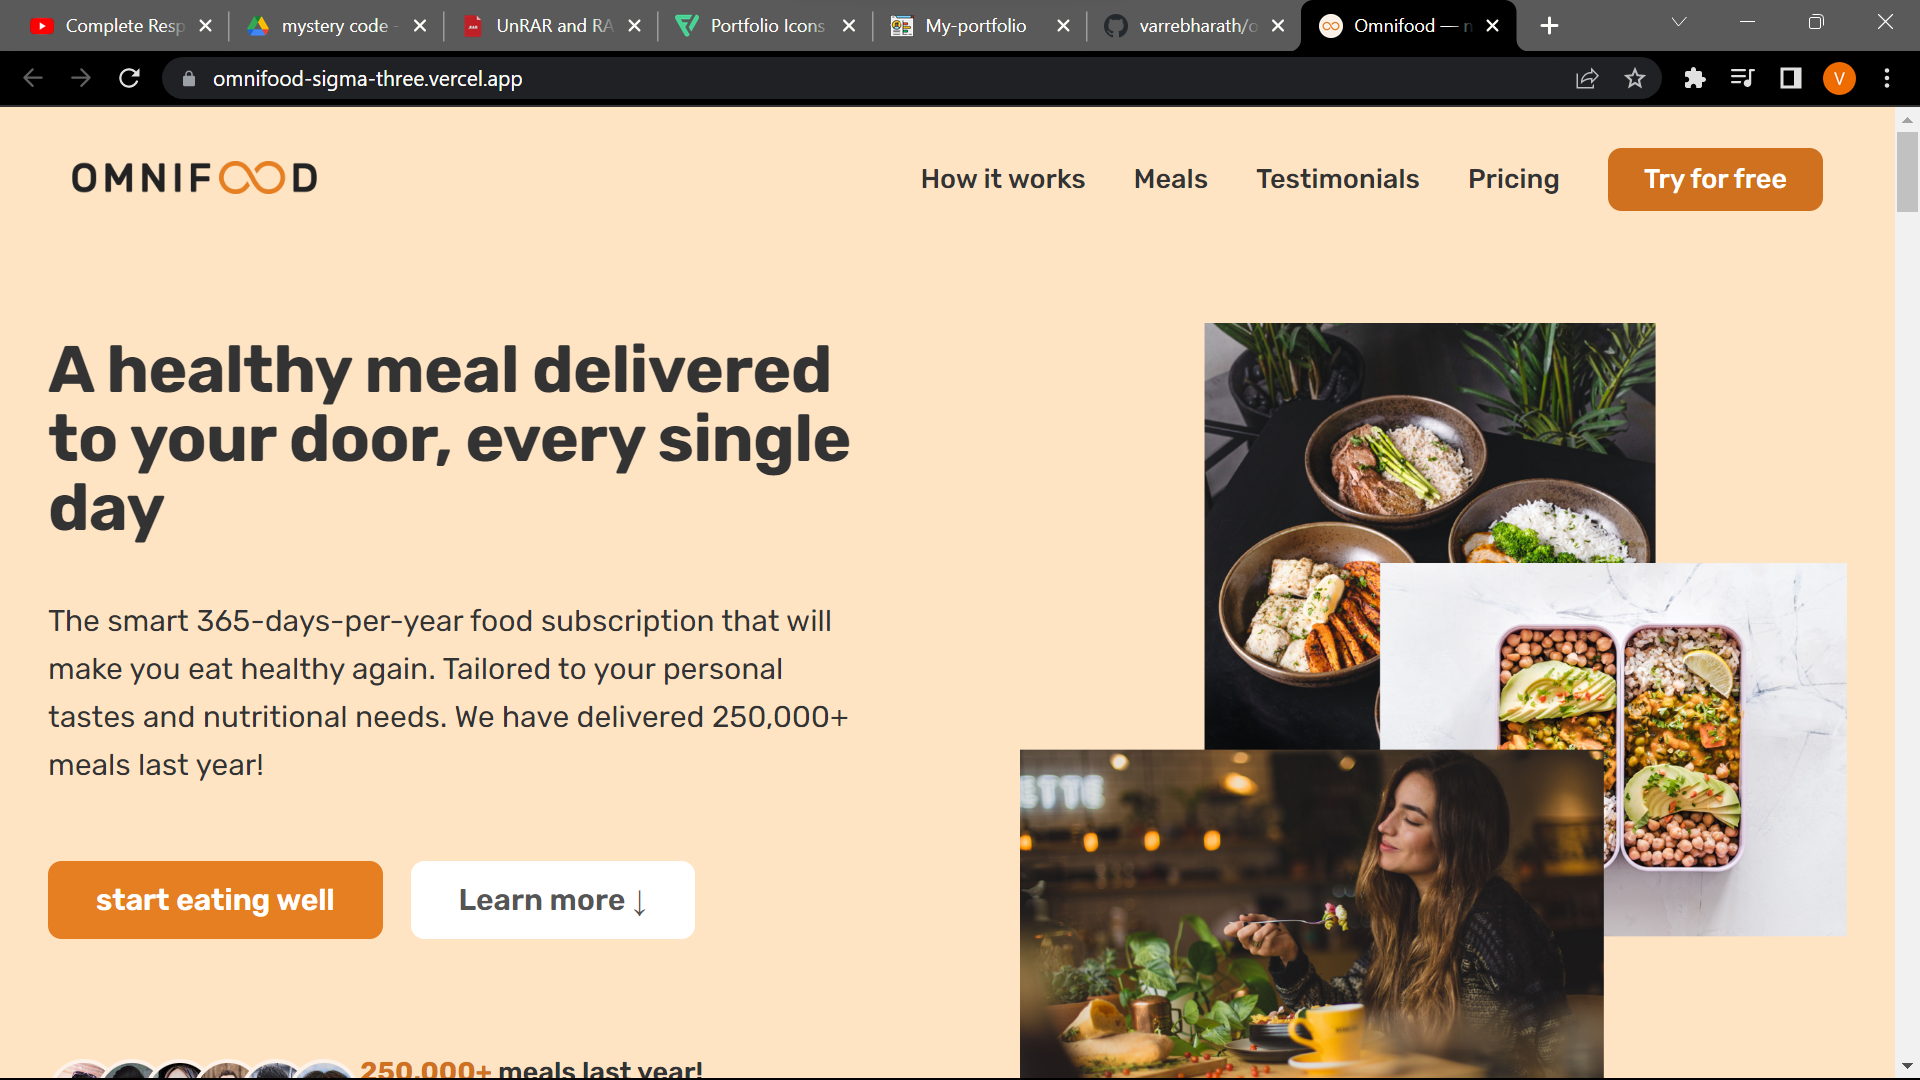 Complete Resp
mystery code -
UnRAR and RA
Portfolio Icons
My-portfolio
varrebharath/o
Omnifood — n
omnifood-sigma-three.vercel.app
V
OMNIFOOD
How it works
Meals
Testimonials
Pricing
Try for free
A healthy meal delivered
to your door, every single
day
The smart 365-days-per-year food subscription that will
make you eat healthy again. Tailored to your personal
tastes and nutritional needs. We have delivered 250,000+
meals last year!
start eating well
Learn more ↓
ETTE
250,000+ meals last year!